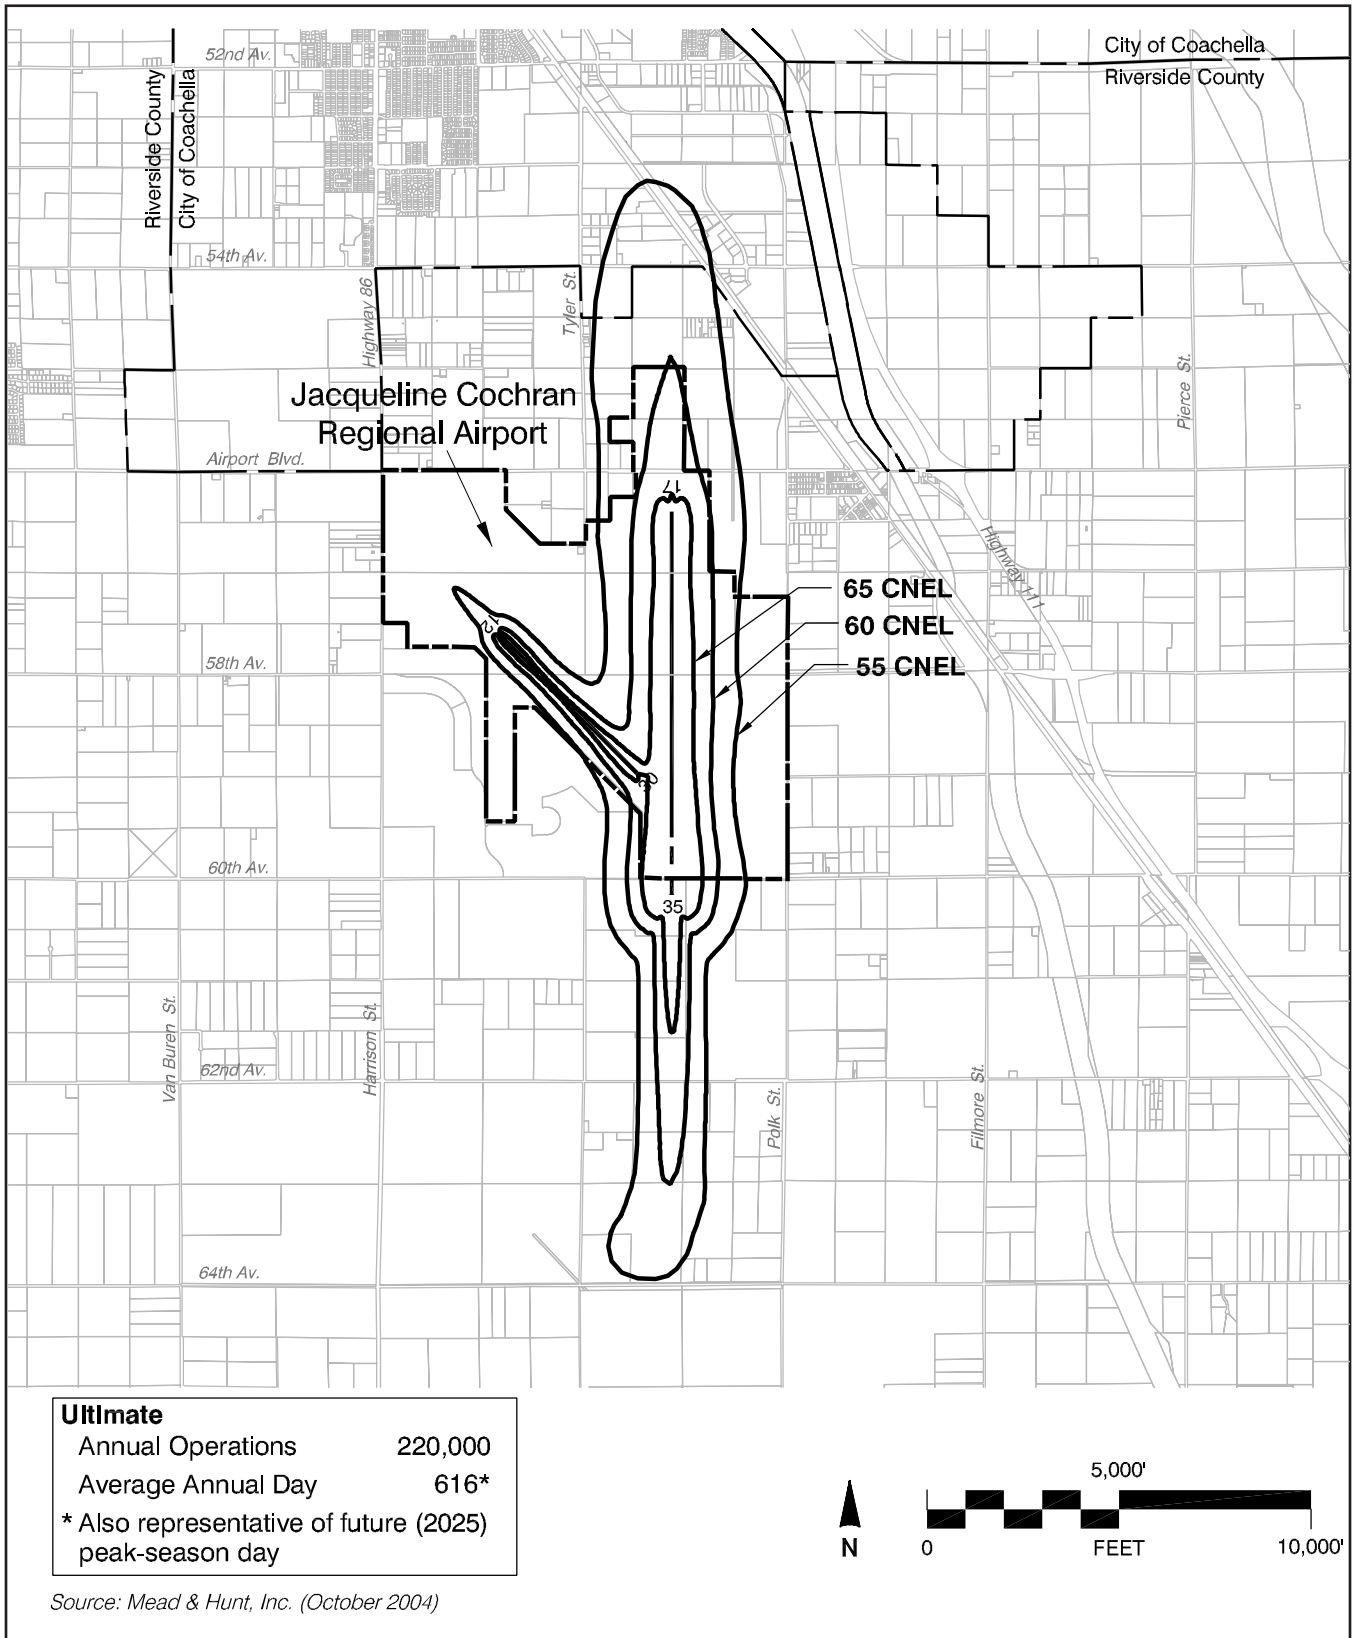 52nd Av.
City of Coachella
Riverside County
Riverside County
City of Coachella
54th Av.
Highway 86
Tyler St.
Pierce St.
Jacqueline Cochran
Regional Airport
Airport Blvd.
17
Highway 111
65 CNEL
60 CNEL
55 CNEL
12
58th Av.
30
60th Av.
35
Van Buren St.
Harrison St.
62nd Av.
Polk St.
Filmore St.
64th Av.
Ultimate
Annual Operations 220,000
Average Annual Day 616*
* Also representative of future (2025)
peak-season day
5,000'
N
0 FEET 10,000'
Source: Mead & Hunt, Inc. (October 2004)